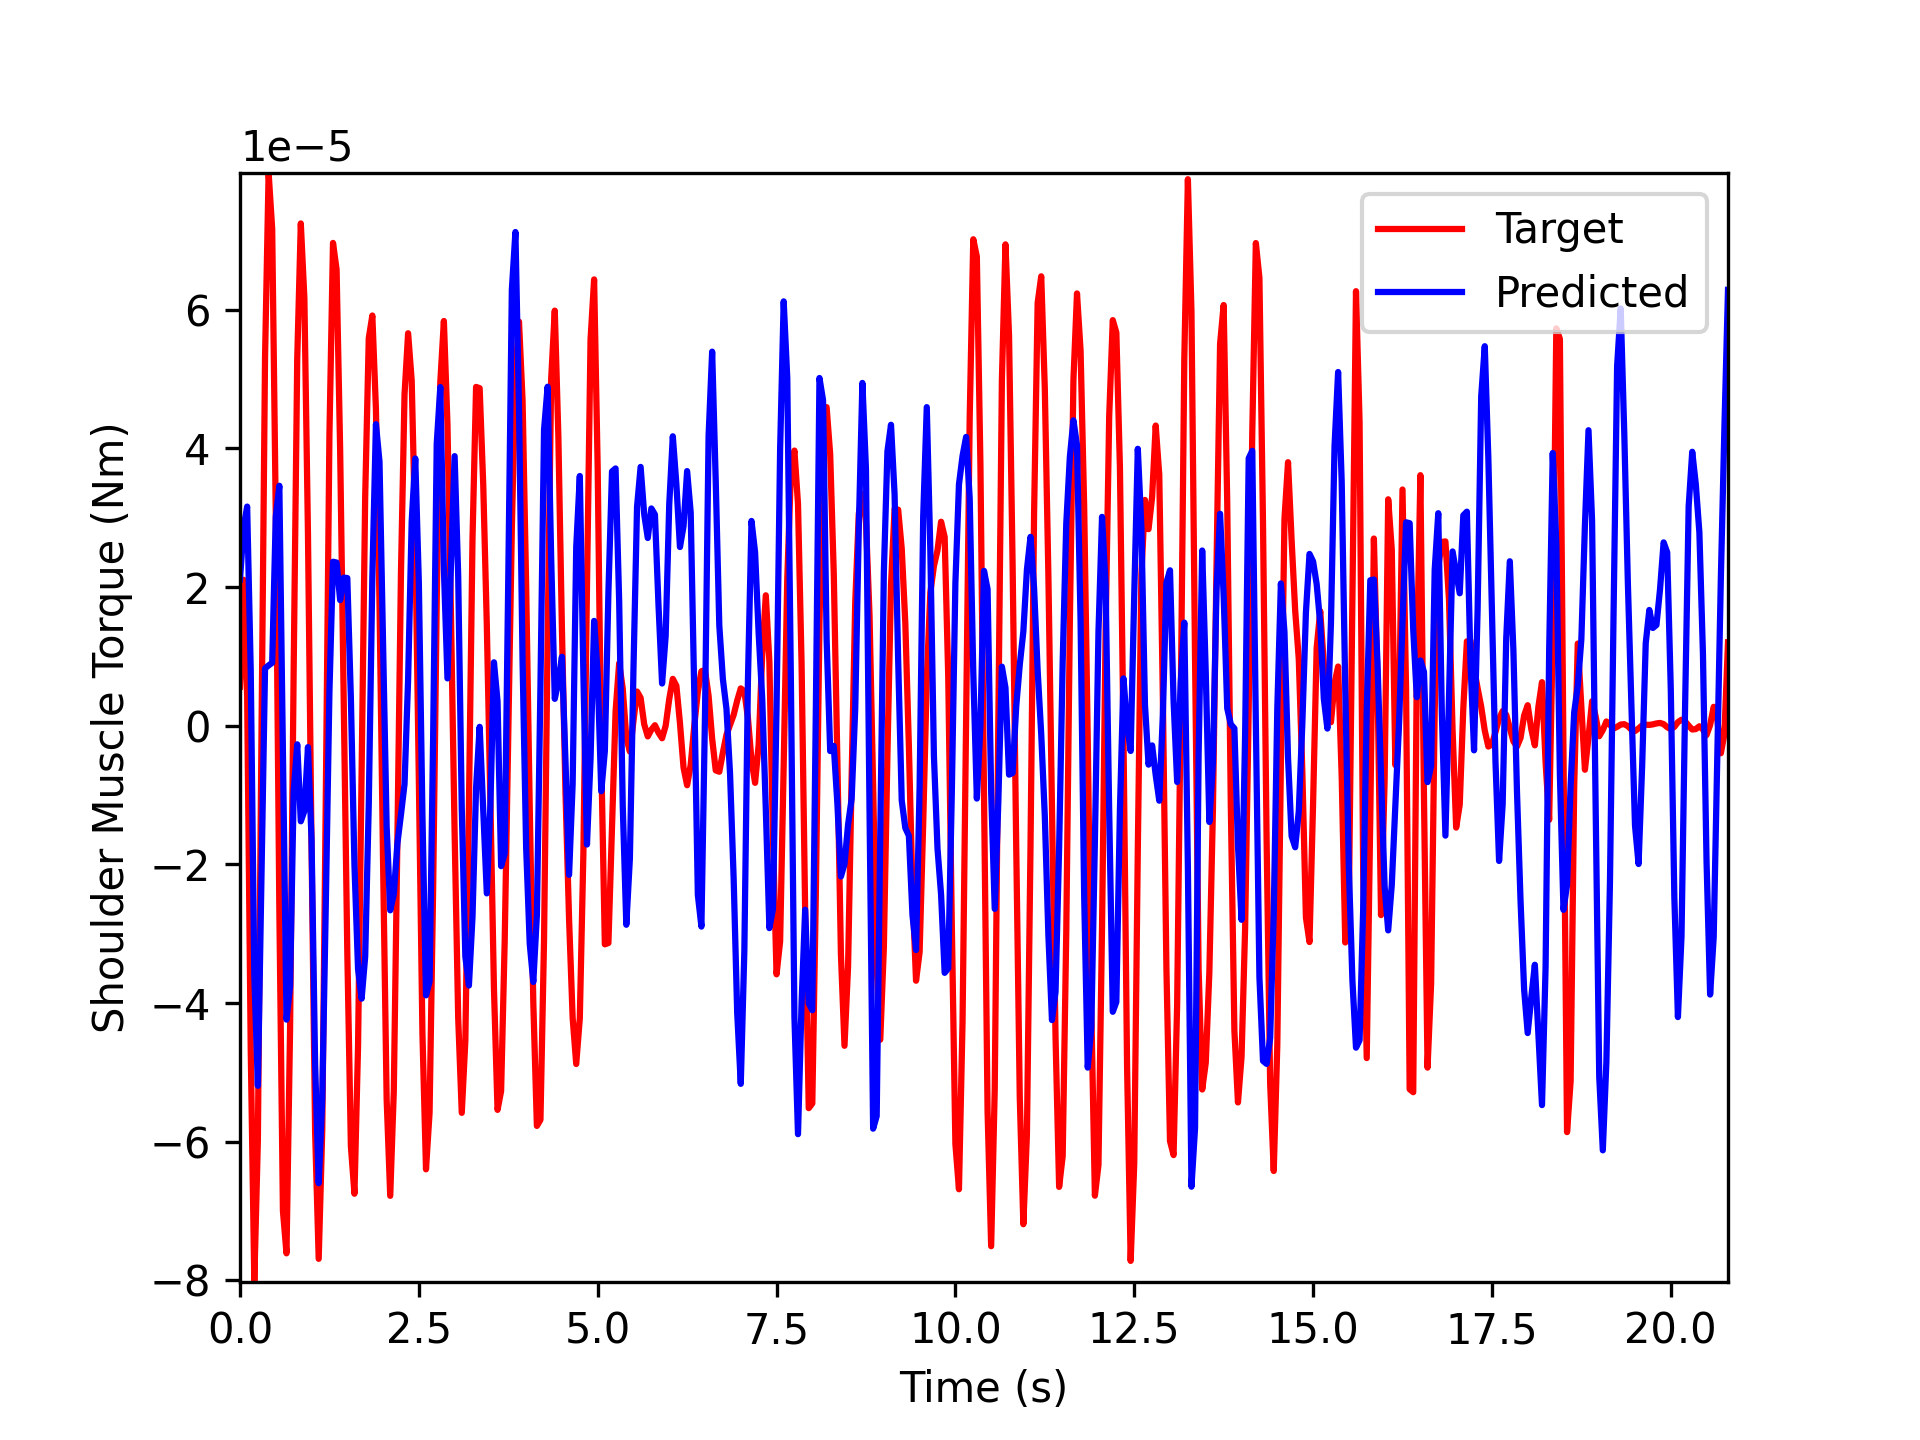 1e−5
Target
Predicted
6
4
2
0
−2
−4
−6
−8
Shoulder Muscle Torque (Nm)
0.0 2.5 5.0 7.5 10.0 12.5 15.0 17.5 20.0
Time (s)